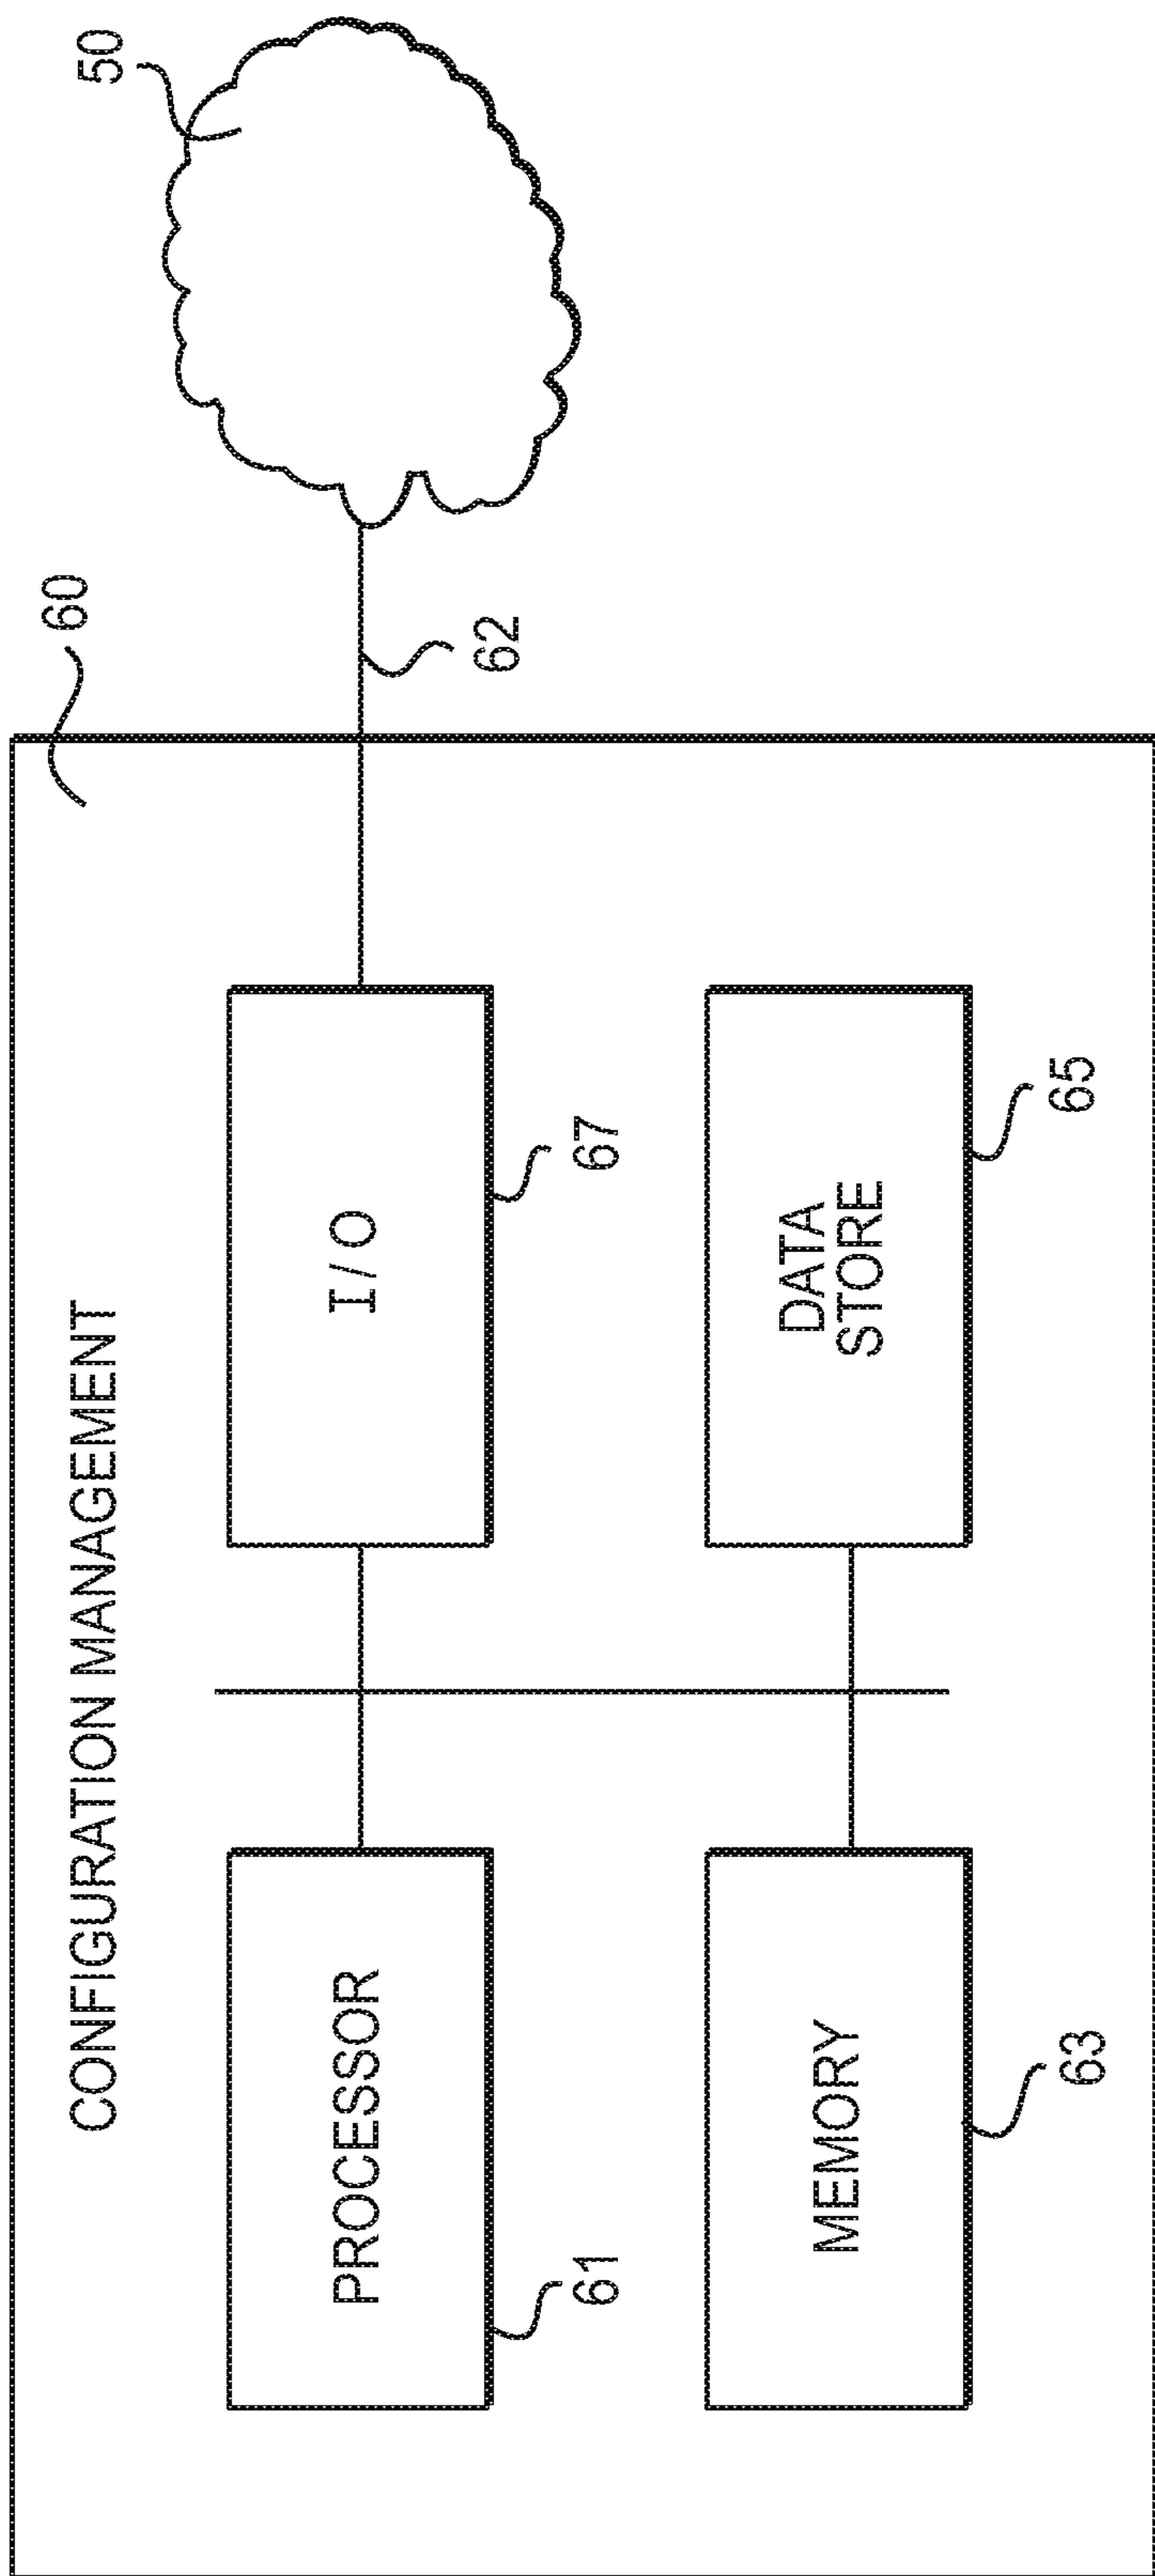 CONFIGURATION MANAGEMENT
60
50
PROCESSOR
61
I/O
67
62
MEMORY
63
DATA
STORE
65